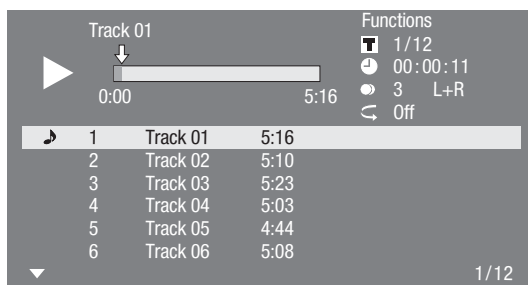 Track 01
0:00 5:16
Functions
T 1/12
00:00:11
3 L+R
Off
1 Track 01 5:16
2 Track 02 5:10
3 Track 03 5:23
4 Track 04 5:03
5 Track 05 4:44
6 Track 06 5:08
1/12